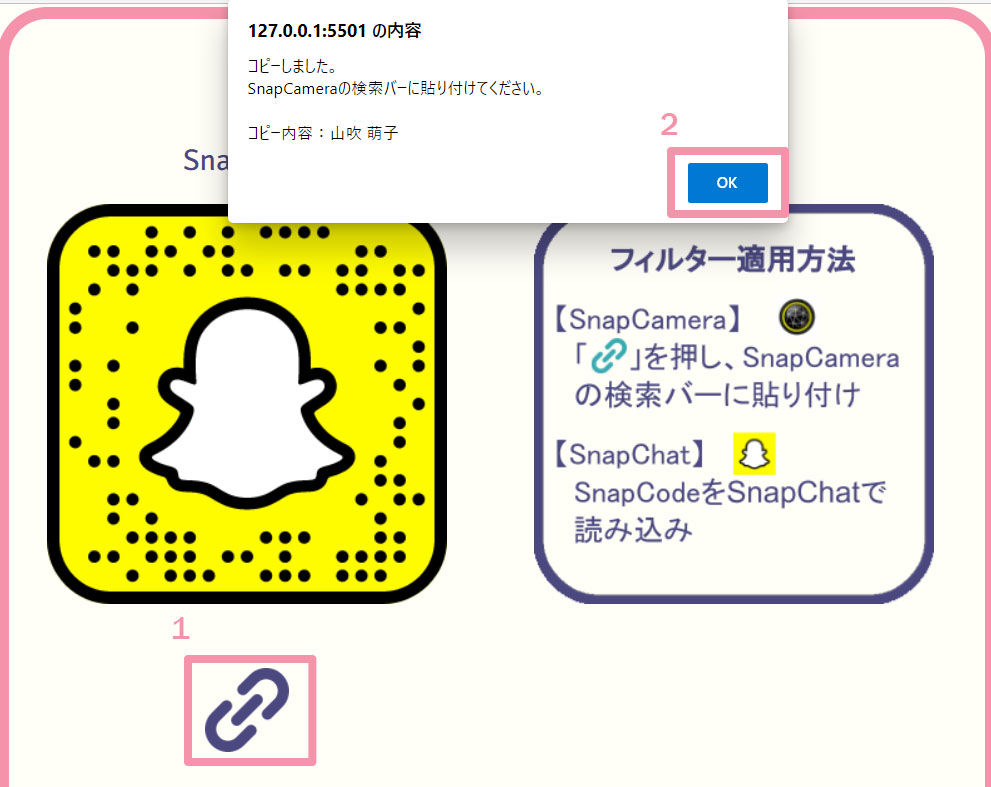 127.0.0.1:5501 の内容
コピーしました。
SnapCameraの検索バーに貼り付けてください。
コピー内容：山吹 萌子
2
OK
Sna
フィルター適用方法
【SnapCamera】
「」を押し、SnapCamera
の検索バーに貼り付け
【SnapChat】
SnapCodeをSnapChatで
読み込み
1